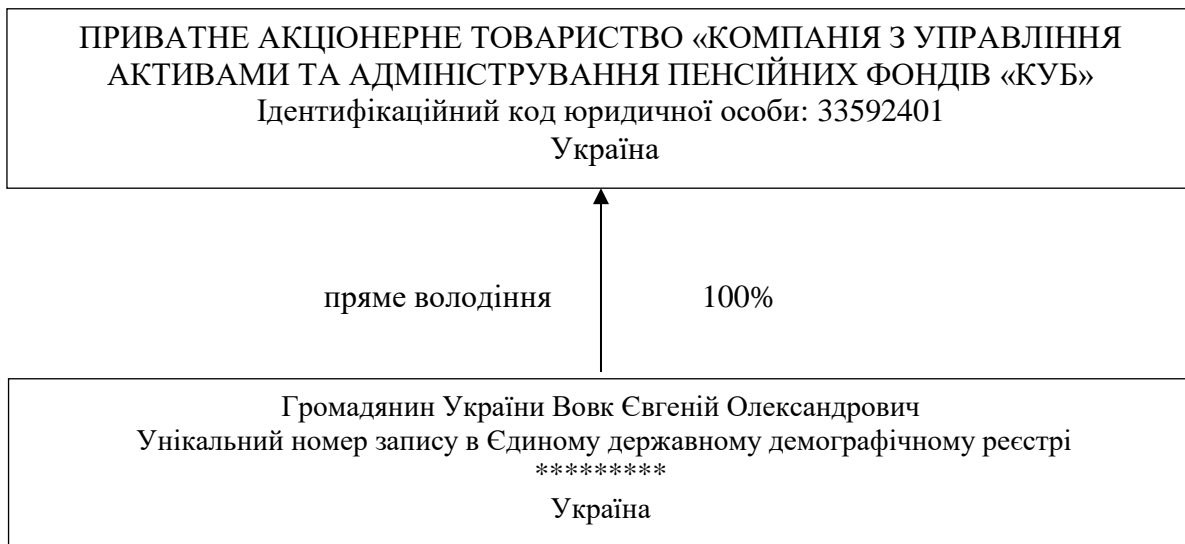 ПРИВАТНЕ АКЦІОНЕРНЕ ТОВАРИСТВО «КОМПАНІЯ З УПРАВЛІННЯ
АКТИВАМИ ТА АДМІНІСТРУВАННЯ ПЕНСІЙНИХ ФОНДІВ «КУБ»
Ідентифікаційний код юридичної особи: 33592401
Україна
пряме володіння 100%
Громадянин України Вовк Євгеній Олександрович
Унікальний номер запису в Єдиному державному демографічному реєстрі
*********
Україна